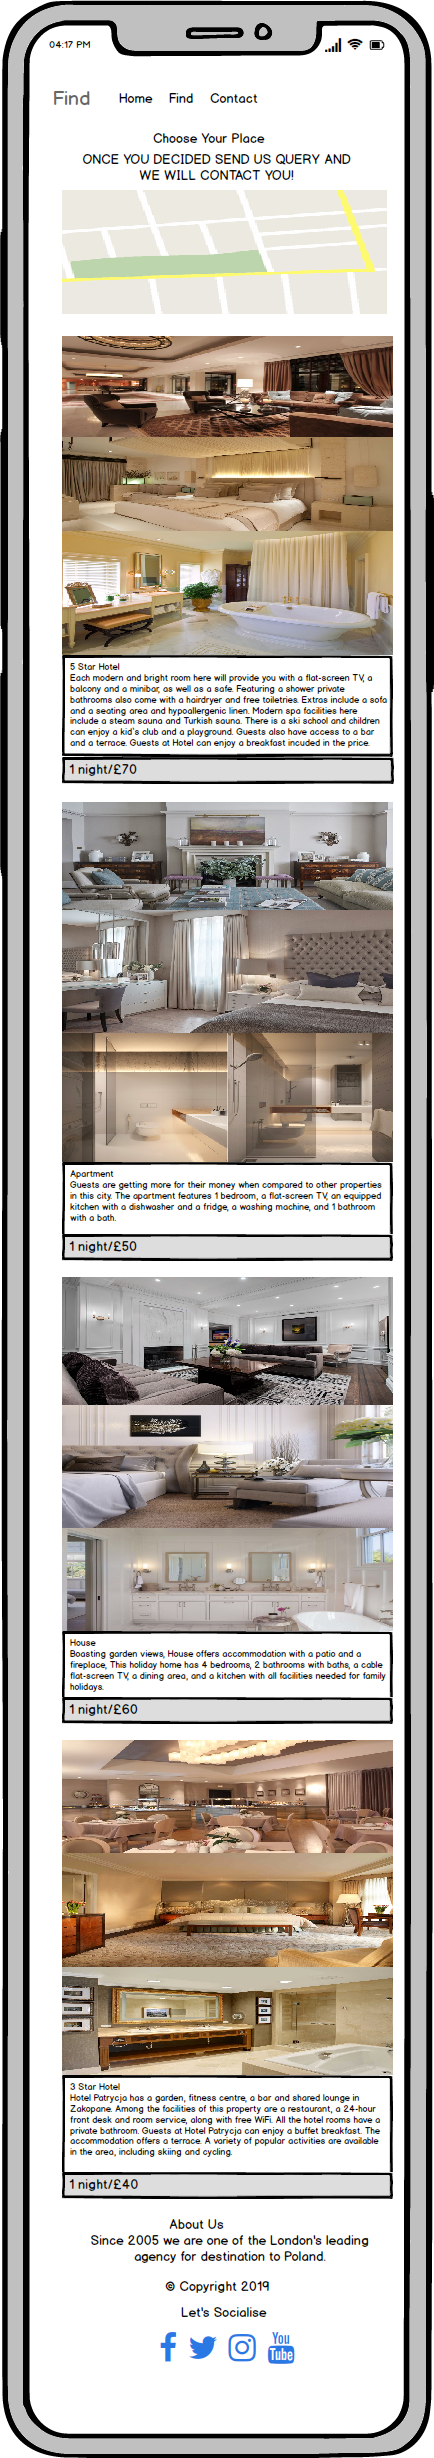 04:17 PM
Find Home Find Contact
Choose Your Place
ONCE YOU DECIDED SEND US QUERY AND
WE WILL CONTACT YOU!
5 Star Hotel
Each modern and bright room here will provide you with a flat-screen TV, a
balcony and a minibar, as well as a safe. Featuring a shower private
bathrooms also come with a hairdryer and free toiletries. Extras include a sofa
and a seating area and hypoallergenic linen. Modern spa facilities here
include a steam sauna and Turkish sauna. There is a ski school and children
can enjoy a kid's club and a playground. Guests also have access to a bar
and a terrace. Guests at Hotel can enjoy a breakfast incuded in the price.
1 night/£70
Apartment
Guests are getting more for their money when compared to other properties
in this city. The apartment features 1 bedroom, a flat-screen TV, an equipped
kitchen with a dishwasher and a fridge, a washing machine, and 1 bathroom
with a bath.
1 night/£50
House
Boasting garden views, House offers accommodation with a patio and a
fireplace, This holiday home has 4 bedrooms, 2 bathrooms with baths, a cable
flat-screen TV, a dining area, and a kitchen with all facilities needed for family
holidays.
1 night/£60
3 Star Hotel
Hotel Patrycja has a garden, fitness centre, a bar and shared lounge in
Zakopane. Among the facilities of this property are a restaurant, a 24-hour
front desk and room service, along with free WiFi. All the hotel rooms have a
private bathroom. Guests at Hotel Patrycja can enjoy a buffet breakfast. The
accommodation offers a terrace. A variety of popular activities are available
in the area, including skiing and cycling.
1 night/£40
About Us
Since 2005 we are one of the London's leading
agency for destination to Poland.
© Copyright 2019
Let's Socialise
You
Tube